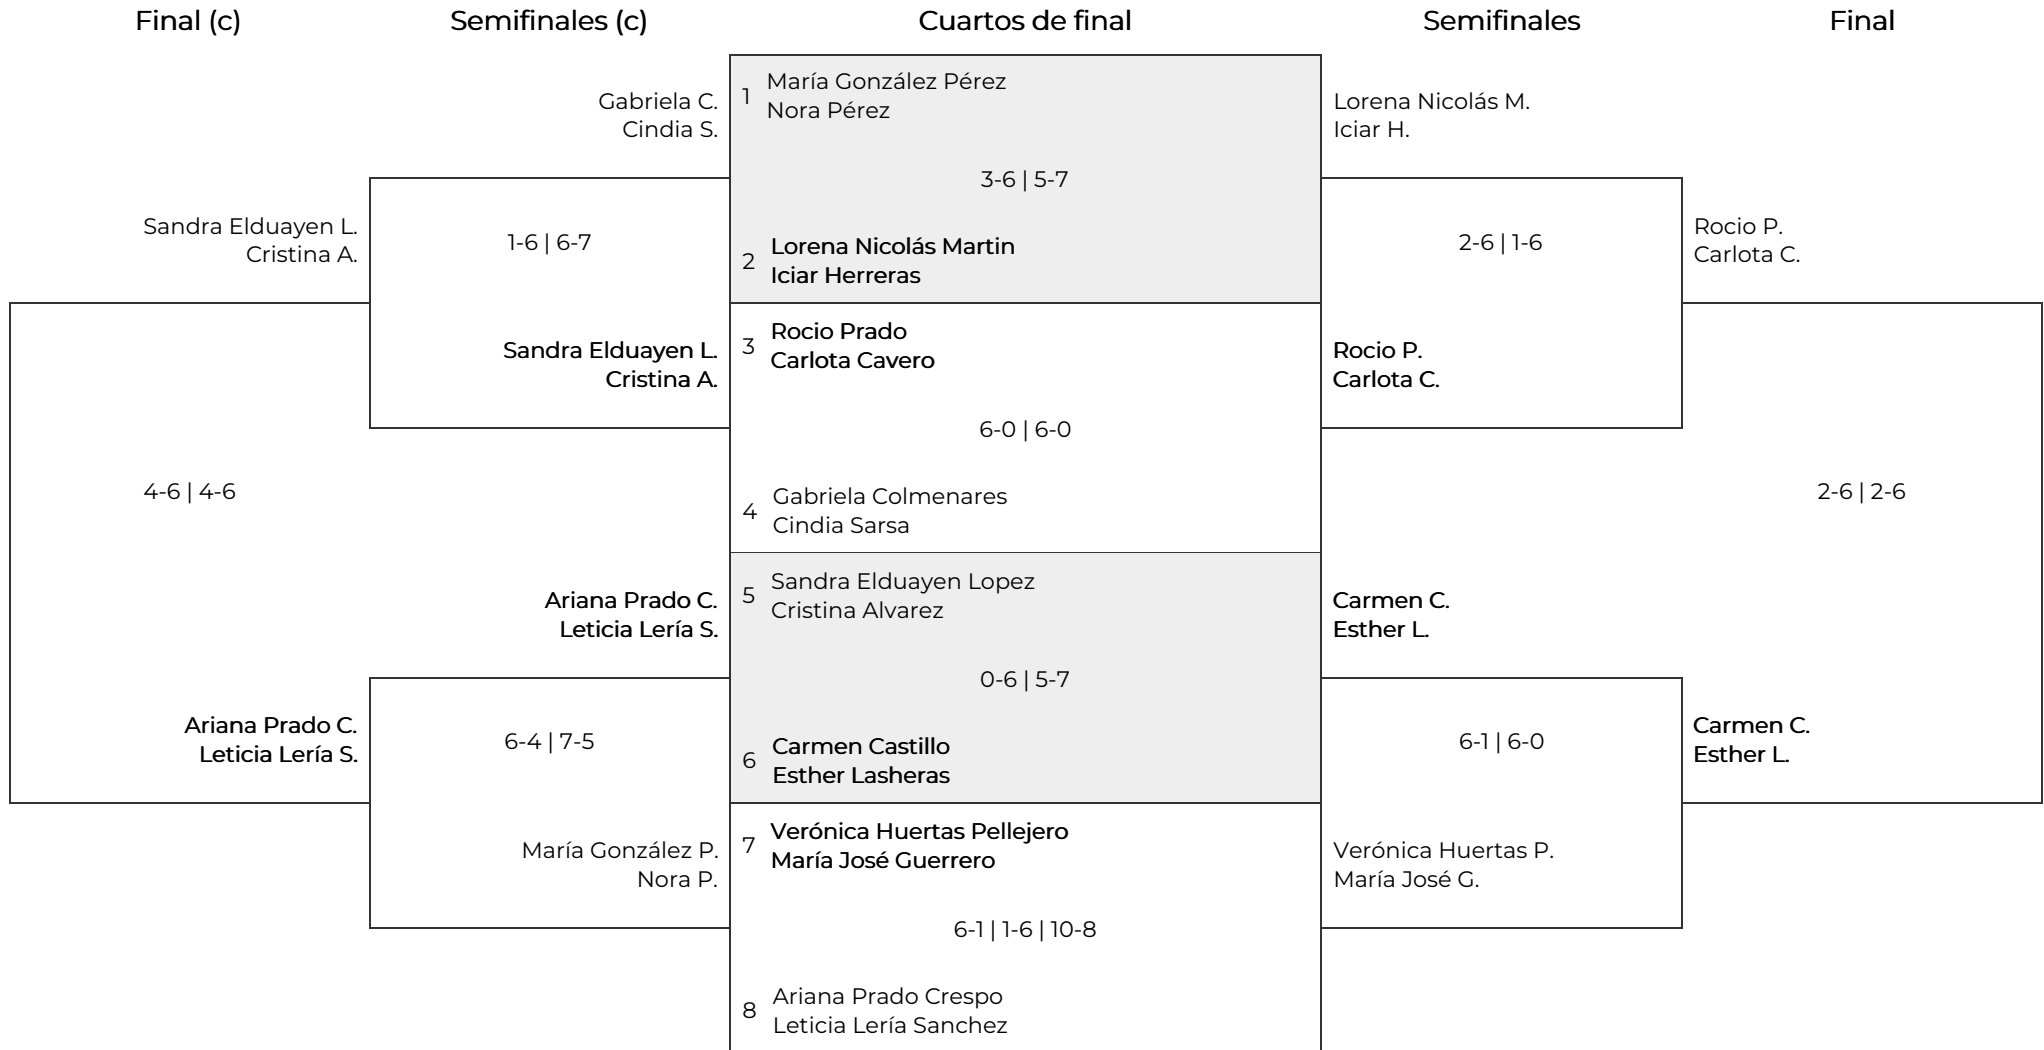 Final (c)
Semifinales (c)
Cuartos de final
Semifinales
Final
Gabriela C.
Cindia S.
1-6 | 6-7
Sandra Elduayen L.
Cristina A.
Sandra Elduayen L.
Cristina A.
4-6 | 4-6
Ariana Prado C.
Leticia Lería S.
Ariana Prado C.
Leticia Lería S.
6-4 | 7-5
María González P.
Nora P.
1
María González Pérez
Nora Pérez
3-6 | 5-7
2
Lorena Nicolás Martin
Iciar Herreras
3
Rocio Prado
Carlota Cavero
6-0 | 6-0
4
Gabriela Colmenares
Cindia Sarsa
5
Sandra Elduayen Lopez
Cristina Alvarez
0-6 | 5-7
6
Carmen Castillo
Esther Lasheras
7
Verónica Huertas Pellejero
María José Guerrero
6-1 | 1-6 | 10-8
8
Ariana Prado Crespo
Leticia Lería Sanchez
Lorena Nicolás M.
Iciar H.
2-6 | 1-6
Rocio P.
Carlota C.
Carmen C.
Esther L.
6-1 | 6-0
Verónica Huertas P.
María José G.
Rocio P.
Carlota C.
2-6 | 2-6
Carmen C.
Esther L.